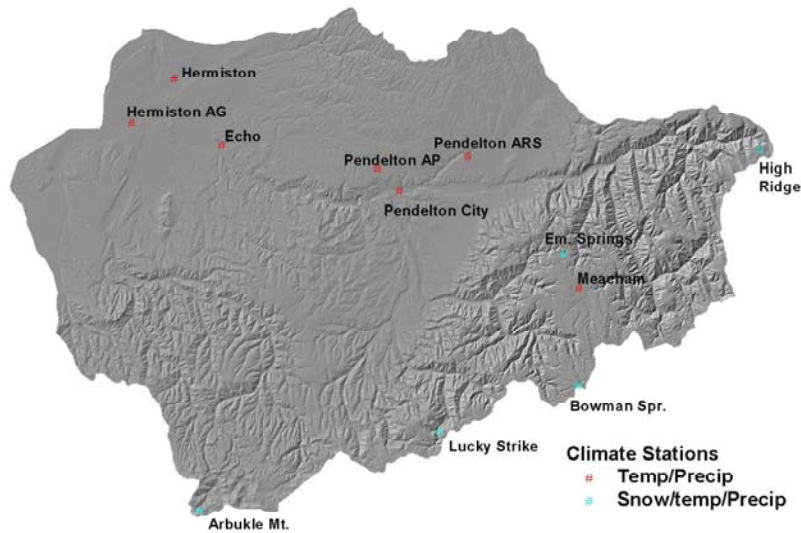 Hermiston
Hermiston AG
Echo
Pendelton ARS
Pendelton AP
High
Ridge
Pendelton City
Em. Springs
Meacham
Bowman Spr.
Lucky Strike
Climate Stations
# Temp/Precip
# Snow/temp/Precip
Arbukle Mt.